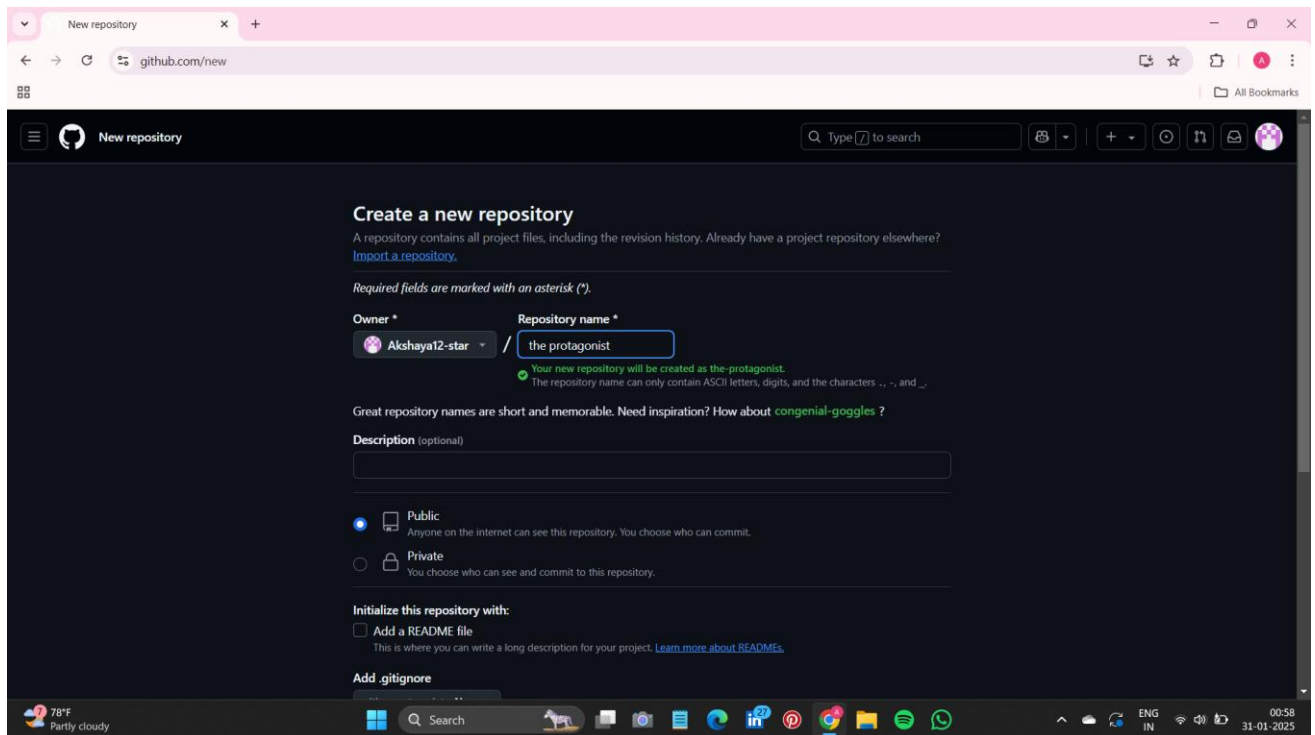 New repository
github.com/new
All Bookmarks
New repository
Type / to search
Create a new repository
A repository contains all project files, including the revision history. Already have a project repository elsewhere?
Import a repository.
Required fields are marked with an asterisk (*).
Owner * Repository name *
Akshaya12-star / the protagonist
Your new repository will be created as the-protagonist.
The repository name can only contain ASCII letters, digits, and the characters ., -, and _.
Great repository names are short and memorable. Need inspiration? How about congenial-goggles ?
Description (optional)
Public
Anyone on the internet can see this repository. You choose who can commit.
Private
You choose who can see and commit to this repository.
Initialize this repository with:
Add a README file
This is where you can write a long description for your project. Learn more about READMEs.
Add .gitignore
7 78°F
Partly cloudy
Search
in 27
ENG
IN
00:58
31-01-2025